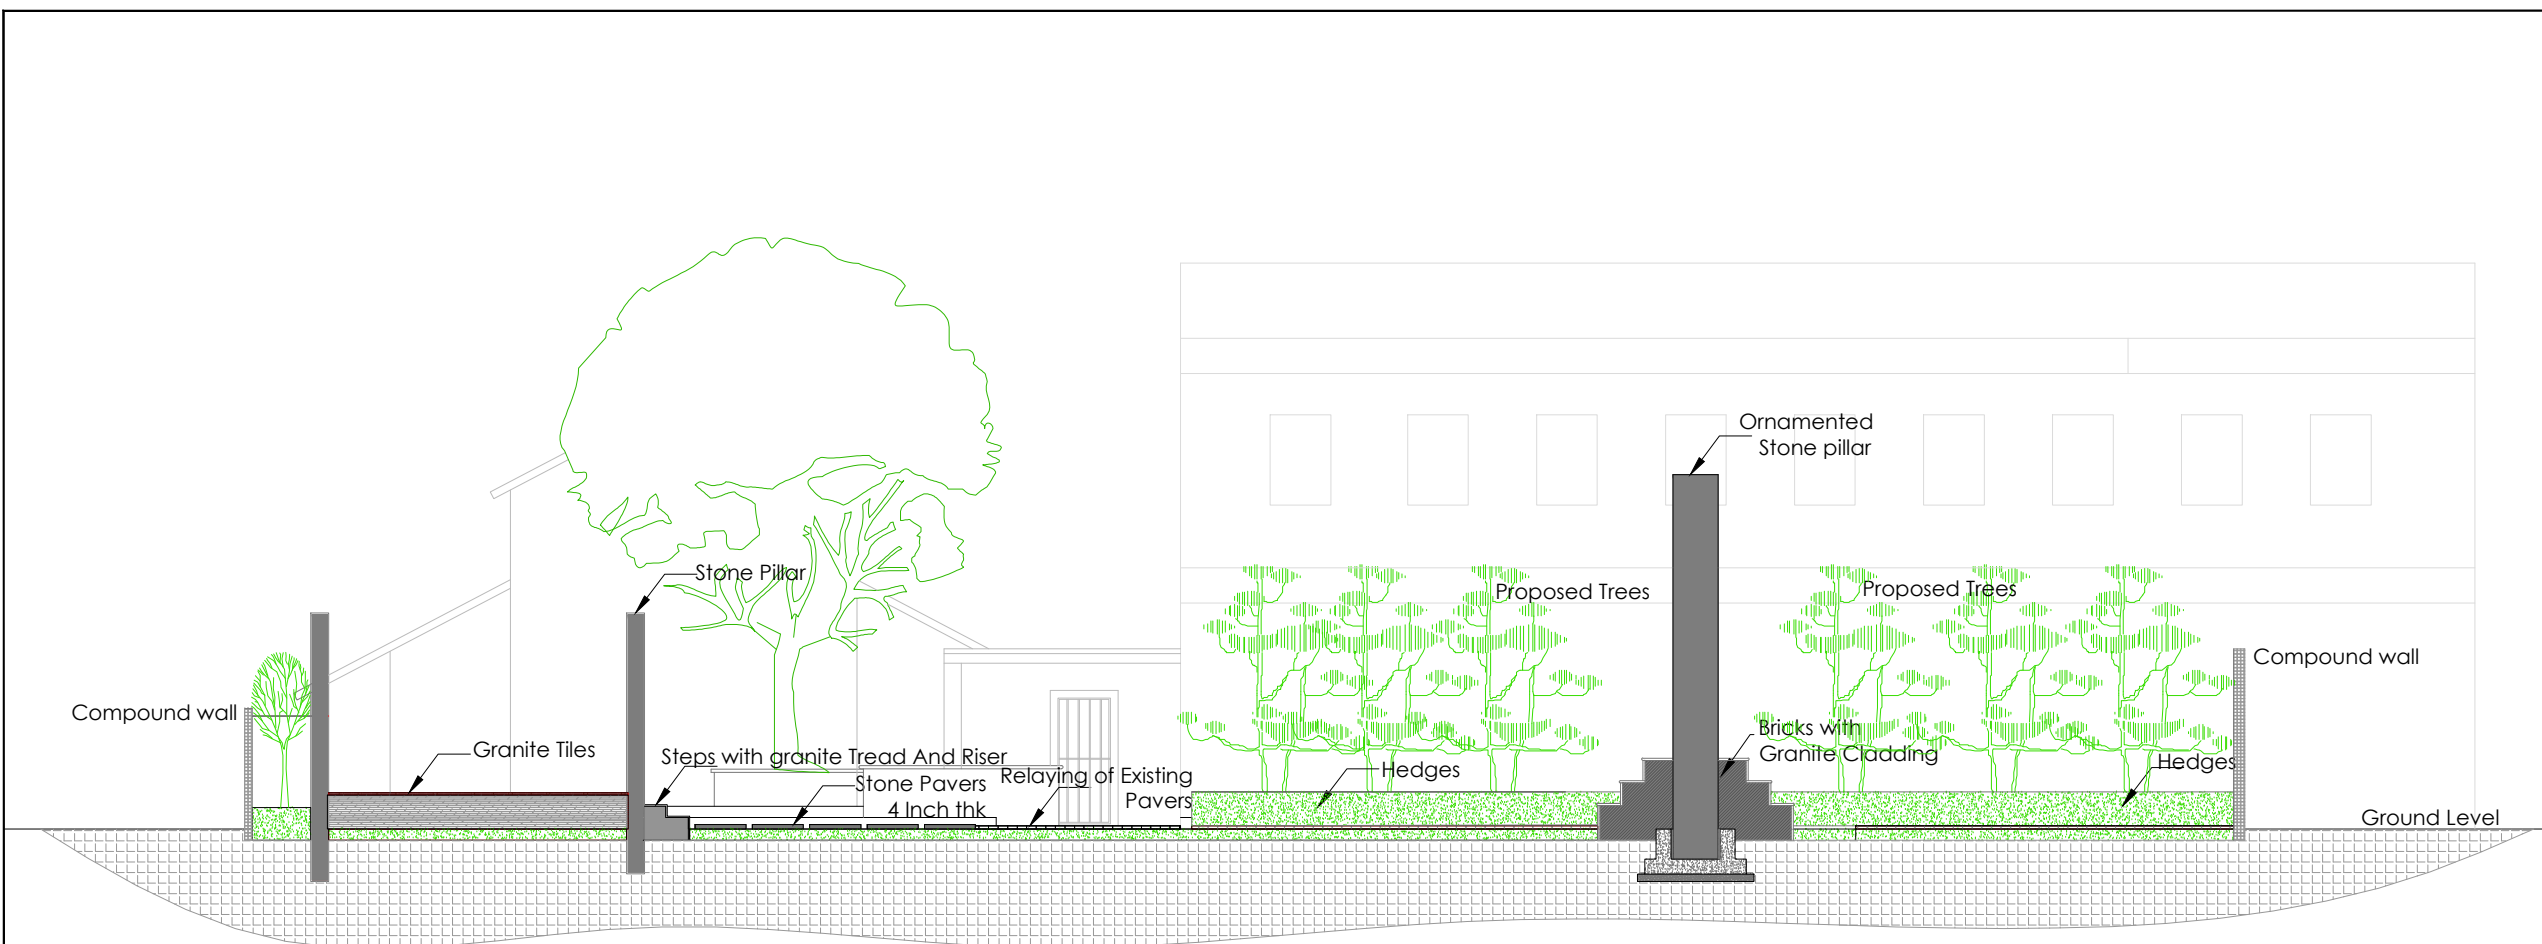 Ornamented
Stone pillar
Stone Pillar
Proposed Trees
Proposed Trees
Compound wall
Compound wall
Granite Tiles
Steps with granite Tread And Riser
Stone Pavers
4 Inch thk
Relaying of Existing
Pavers
Hedges
Bricks with
Granite Cladding
Hedges
Ground Level